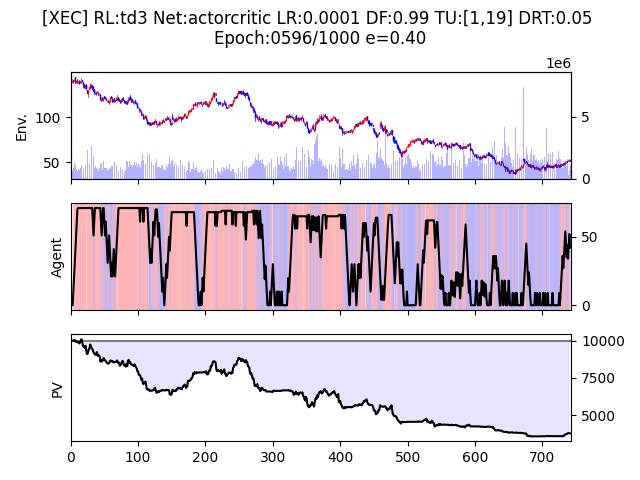 [XEC] RL:td3 Net:actorcritic LR:0.0001 DF:0.99 TU:[1,19] DRT:0.05
Epoch:0596/1000 e=0.40
1e6
Env.
100
50
5
0
Agent
50
0
PV
10000
7500
5000
0 100 200 300 400 500 600 700